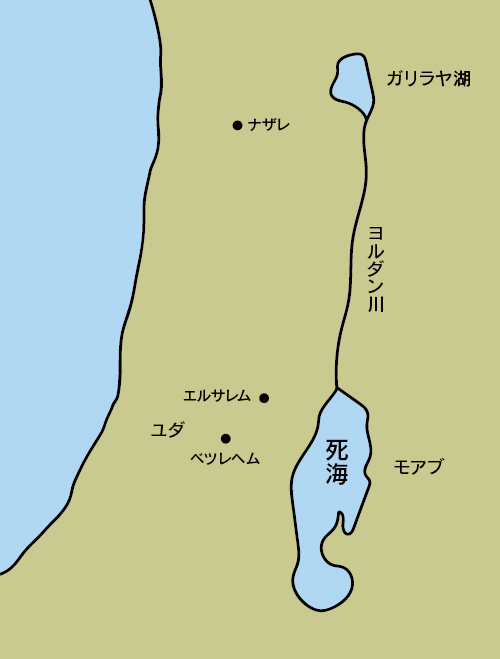 ガリラヤ湖
ナザレ
ヨルダン川
エルサレム
ユダ
ベツレヘム
死海
モアブ